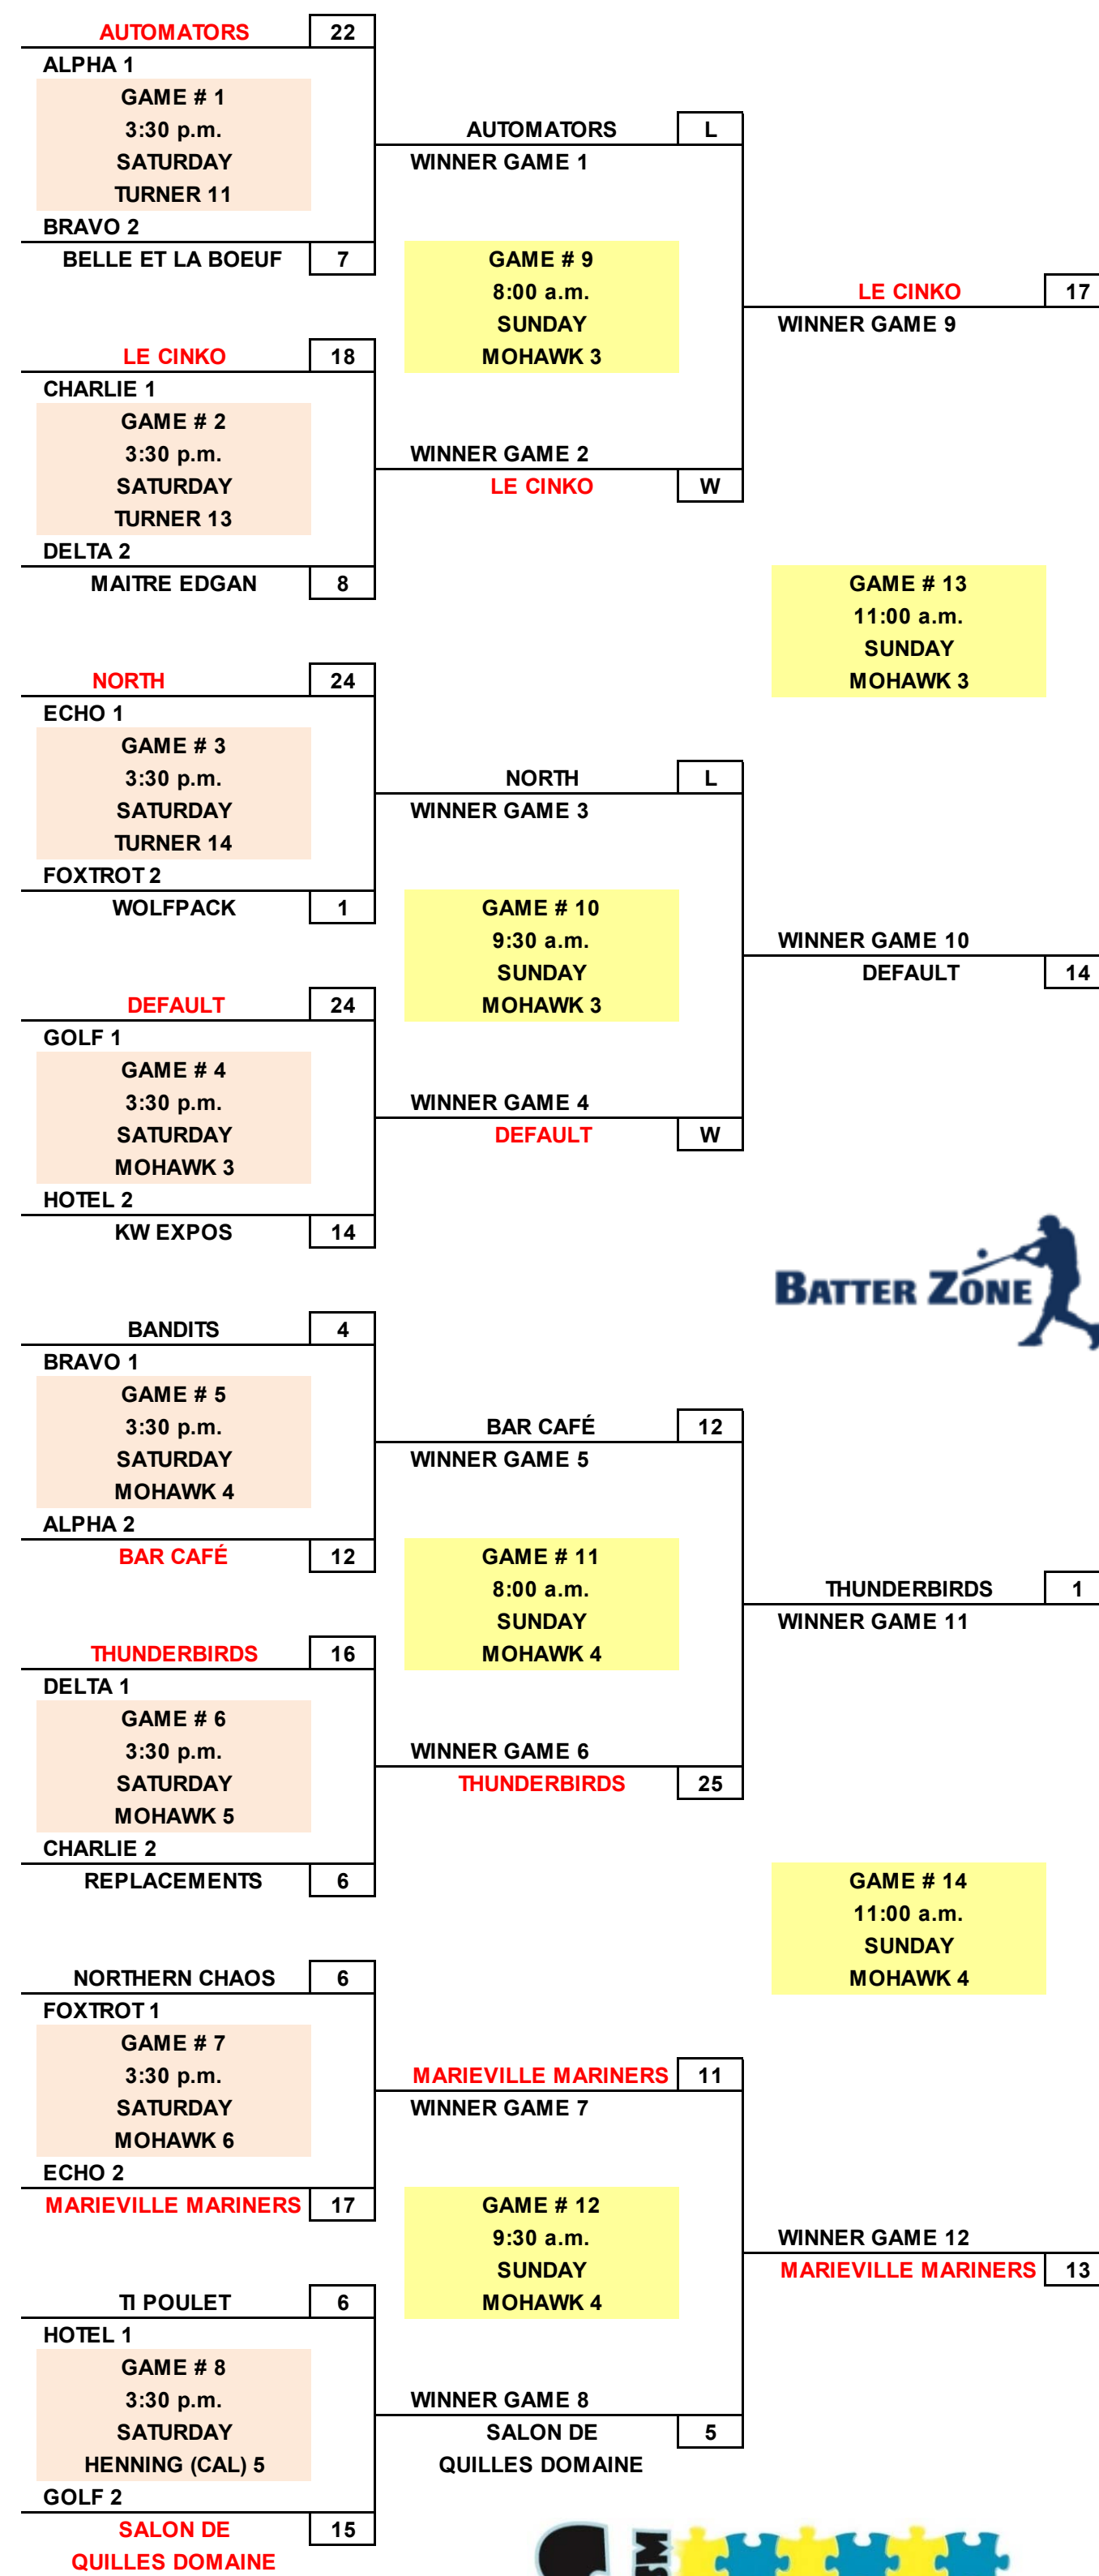 AUTOMATORS 22
ALPHA 1
GAME # 1
3:30 p.m.
SATURDAY
TURNER 11
BRAVO 2
BELLE ET LA BOEUF 7
LE CINKO 18
CHARLIE 1
GAME # 2
3:30 p.m.
SATURDAY
TURNER 13
DELTA 2
MAITRE EDGAN 8
NORTH 24
ECHO 1
GAME # 3
3:30 p.m.
SATURDAY
TURNER 14
FOXTROT 2
WOLFPACK 1
DEFAULT 24
GOLF 1
GAME # 4
3:30 p.m.
SATURDAY
MOHAWK 3
HOTEL 2
KW EXPOS 14
BANDITS 4
BRAVO 1
GAME # 5
3:30 p.m.
SATURDAY
MOHAWK 4
ALPHA 2
BAR CAFÉ 12
THUNDERBIRDS 16
DELTA 1
GAME # 6
3:30 p.m.
SATURDAY
MOHAWK 5
CHARLIE 2
REPLACEMENTS 6
NORTHERN CHAOS 6
FOXTROT 1
GAME # 7
3:30 p.m.
SATURDAY
MOHAWK 6
ECHO 2
MARIEVILLE MARINERS 17
TI POULET 6
HOTEL 1
GAME # 8
3:30 p.m.
SATURDAY
HENNING (CAL) 5
GOLF 2
SALON DE 15
QUILLES DOMAINE
AUTOMATORS L
WINNER GAME 1
GAME # 9
8:00 a.m.
SUNDAY
MOHAWK 3
WINNER GAME 2
LE CINKO W
NORTH L
WINNER GAME 3
GAME # 10
9:30 a.m.
SUNDAY
MOHAWK 3
WINNER GAME 4
DEFAULT W
BAR CAFÉ 12
WINNER GAME 5
GAME # 11
8:00 a.m.
SUNDAY
MOHAWK 4
WINNER GAME 6
THUNDERBIRDS 25
MARIEVILLE MARINERS 11
WINNER GAME 7
GAME # 12
9:30 a.m.
SUNDAY
MOHAWK 4
WINNER GAME 8
SALON DE 5
QUILLES DOMAINE
LE CINKO 17
WINNER GAME 9
GAME # 13
11:00 a.m.
SUNDAY
MOHAWK 3
WINNER GAME 10
DEFAULT 14
BATTER ZONE
THUNDERBIRDS 1
WINNER GAME 11
GAME # 14
11:00 a.m.
SUNDAY
MOHAWK 4
WINNER GAME 12
MARIEVILLE MARINERS 13